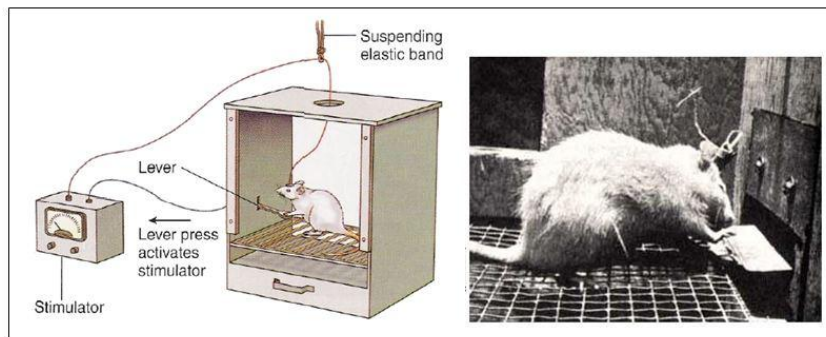 Suspending
elastic band
Lever
Lever press
activates
stimulator
Stimulator